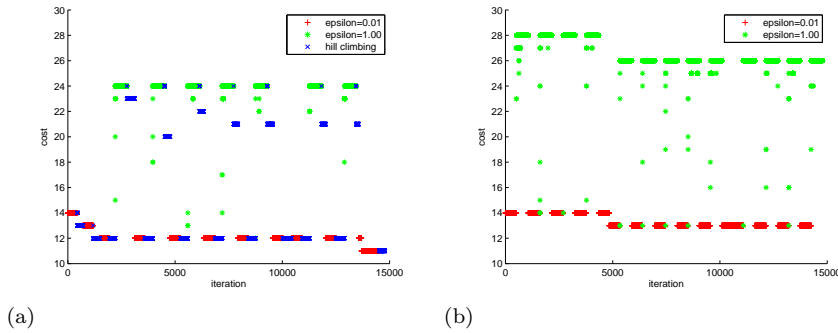 30
28
26
24
22
20
18
16
14
12
10
cost
0
5000
10000
15000
iteration
epsilon=0.01
epsilon=1.00
hill climbing
(a)
30
28
26
24
22
20
18
16
14
12
10
cost
0
5000
10000
15000
iteration
epsilon=0.01
epsilon=1.00
(b)